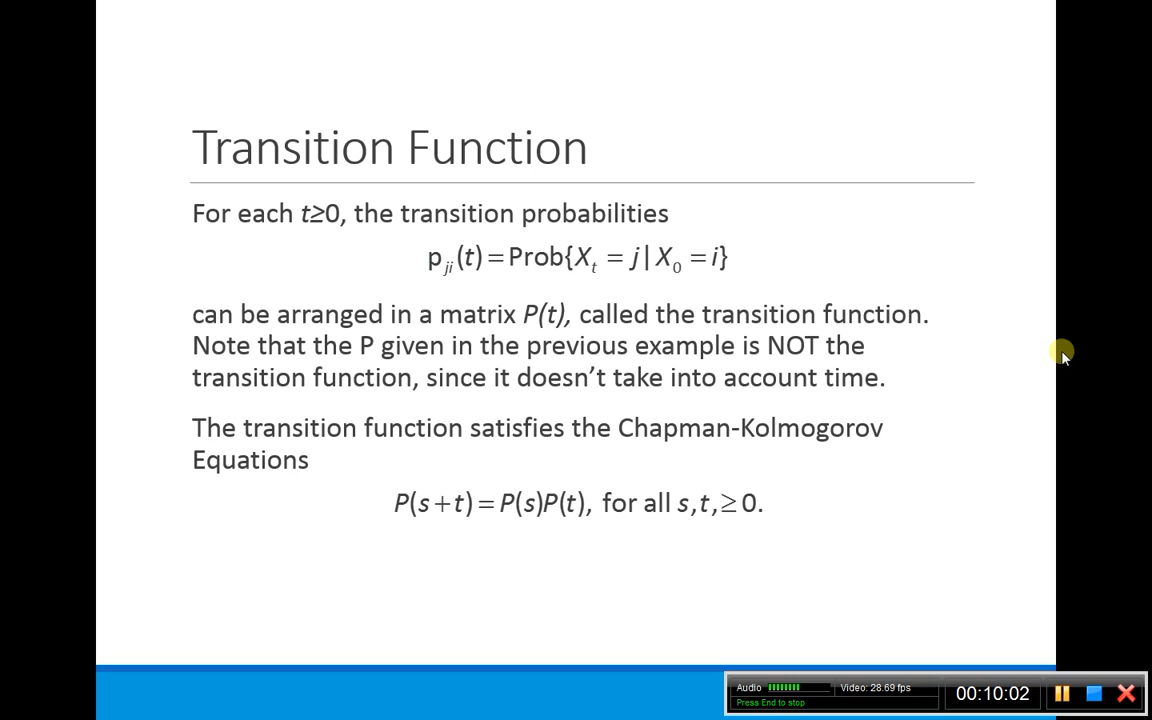 Transition Function
For each t≥0, the transition probabilities
p_ji(t) = Prob{X_t = j | X_0 = i}
can be arranged in a matrix P(t), called the transition function.
Note that the P given in the previous example is NOT the
transition function, since it doesn’t take into account time.
The transition function satisfies the Chapman-Kolmogorov
Equations
P(s+t) = P(s)P(t), for all s,t,≥0.
Audio Video: 28.69 fps
Press End to stop
00:10:02